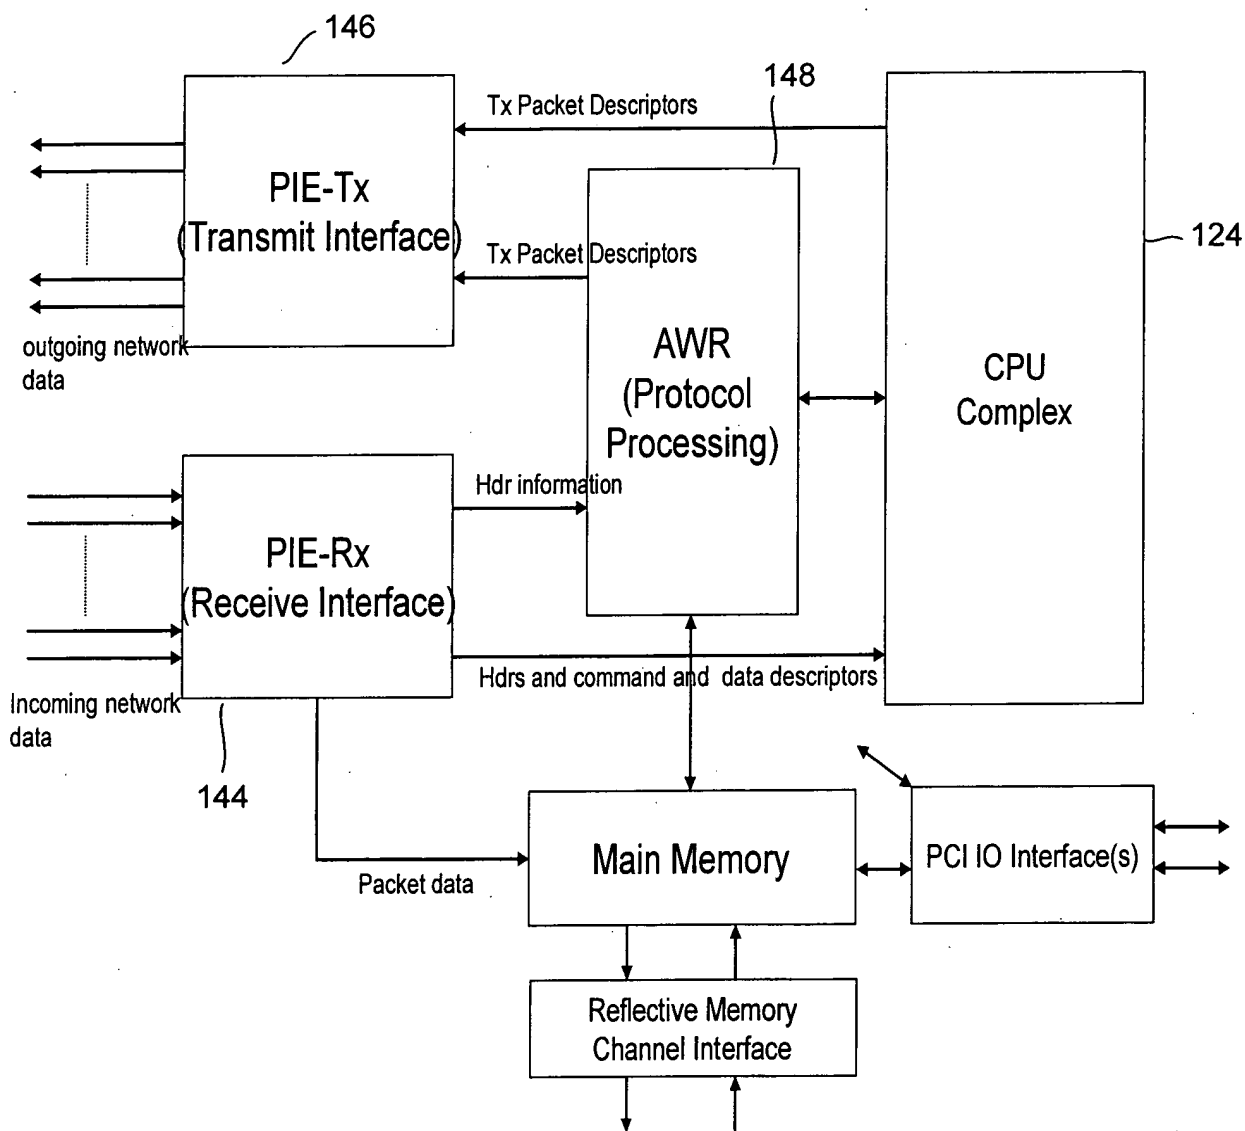 146
148
Tx Packet Descriptors
PIE-Tx
(Transmit Interface)
124
Tx Packet Descriptors
outgoing network
data
AWR
(Protocol
Processing)
CPU
Complex
Hdr information
PIE-Rx
(Receive Interface)
Hdrs and command and data descriptors
Incoming network
data
144
Main Memory
PCI IO Interface(s)
Packet data
Reflective Memory
Channel Interface